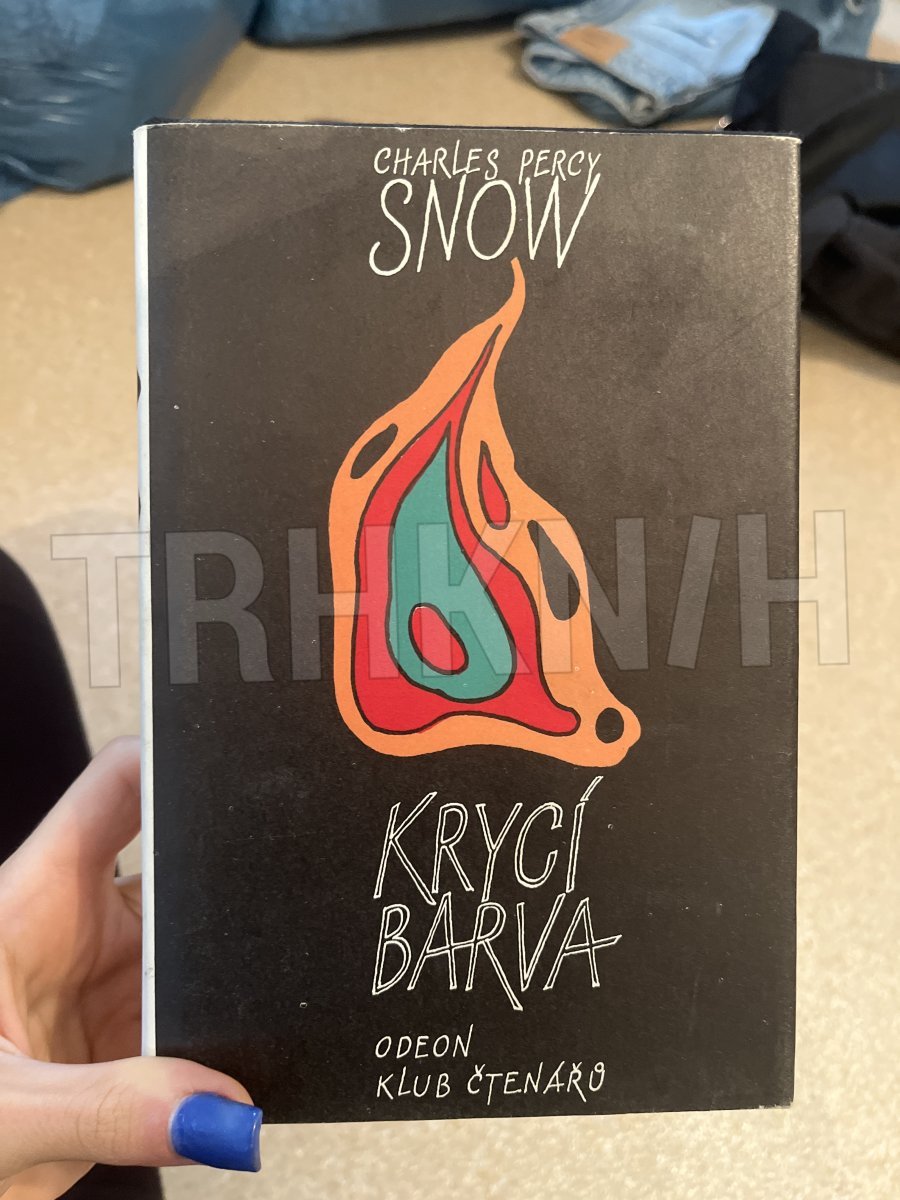 CHARLES PERCY
SNOW
TRHKNIH
KRYCÍ
BARVA
ODEON
KLUB ČTENÁŘŮ